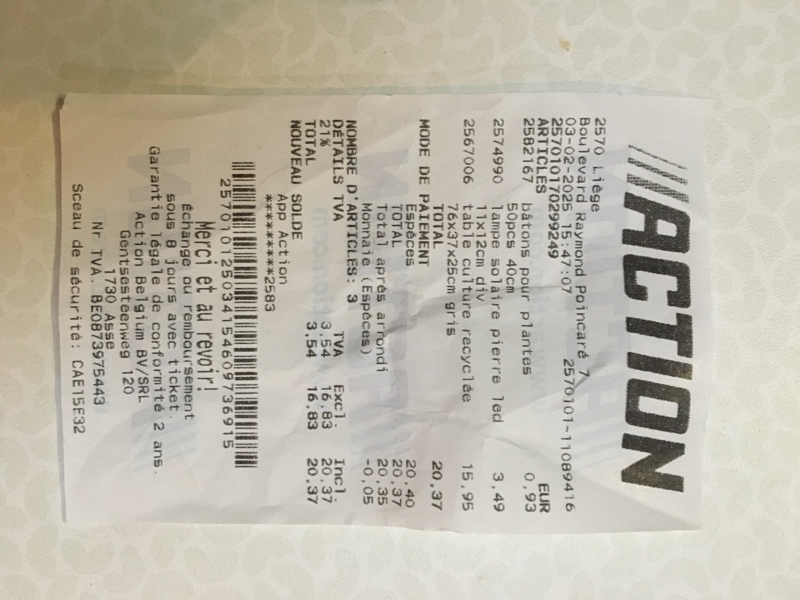 ///ACTION
2570 Liège
Boulevard Raymond Poincaré 7
03-02-2025 15:47:07 2570101-11089416
257010170299249
ARTICLES EUR
2582167 bâtons pour plantes 0,93
50pcs 40cm
2574990 lampe solaire pierre led 3,49
11x12cm div
2567006 table culture recyclée 15,95
76x37x25cm gris
TOTAL 20,37
MODE DE PAIEMENT
Espèces 20,40
TOTAL 20,37
Total après arrondi 20,35
Monnaie (Espèces) -0,05
NOMBRE D'ARTICLES: 3
DÉTAILS TVA TVA Excl. Incl.
21% 3,54 16,83 20,37
TOTAL 3,54 16,83 20,37
NOUVEAU SOLDE
App Action
*********2583
257010125034154609736915
Merci et au revoir!
échange ou remboursement
sous 8 jours avec ticket.
Garantie légale de conformité 2 ans.
Action Belgium BV/SRL
Gentsesteenweg 120
1730 Asse
Nr TVA. BE0873975443
Sceau de sécurité: CAE15E32